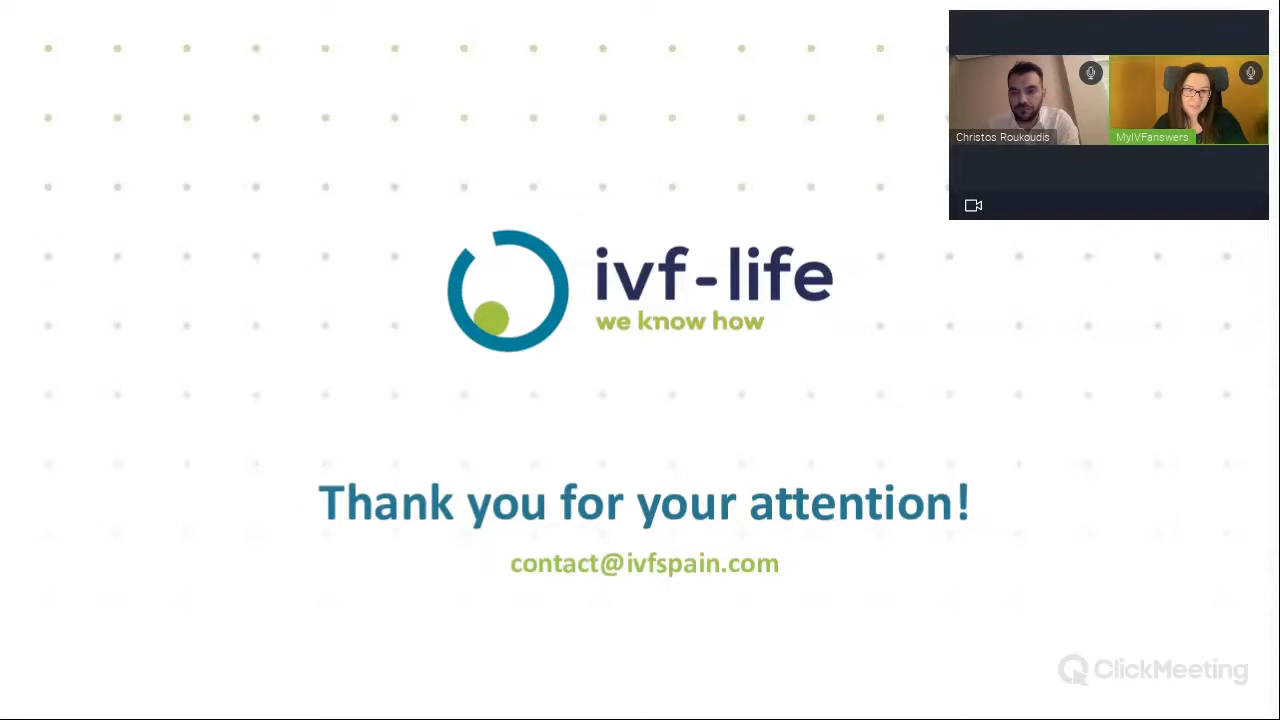 Christos Roukoudis
MyIVFanswers
ivf-life
we know how
Thank you for your attention!
contact@ivfspain.com
ClickMeeting